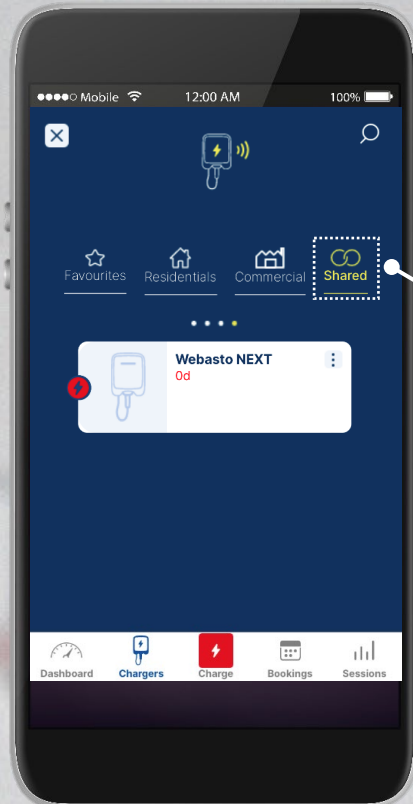 Mobile 12:00 AM 100%
Favourites Residentials Commercial Shared
Webasto NEXT
0d
Dashboard Chargers Charge Bookings Sessions